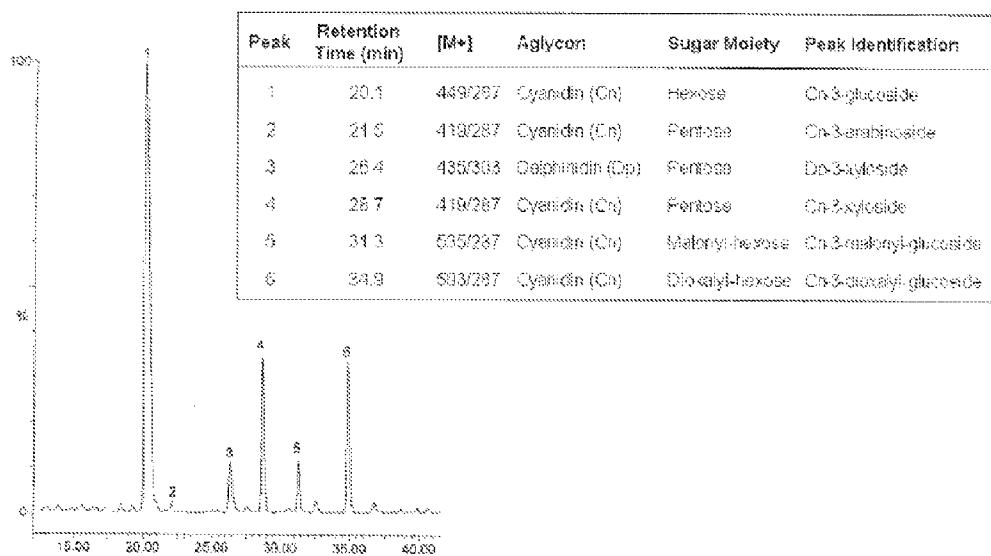 Peak Retention Time (min) [M+] Aglycon Sugar Moiety Peak Identification
1 20.1 449/287 Cyanidin (Cn) Hexose Cn-3-glucoside
2 21.5 419/287 Cyanidin (Cn) Pentose Cn-3-arabinoside
3 26.4 435/303 Delphinidin (Dp) Pentose Dp-3-xyloside
4 28.7 419/287 Cyanidin (Cn) Pentose Cn-3-xyloside
5 31.3 535/287 Cyanidin (Cn) Malonyl-hexose Cn-3-malonyl-glucoside
6 34.9 593/287 Cyanidin (Cn) Dioxalyl-hexose Cn-3-dioxalyl-glucoside
100
%
0
1
2
3
4
5
6
15.00 20.00 25.00 30.00 35.00 40.00